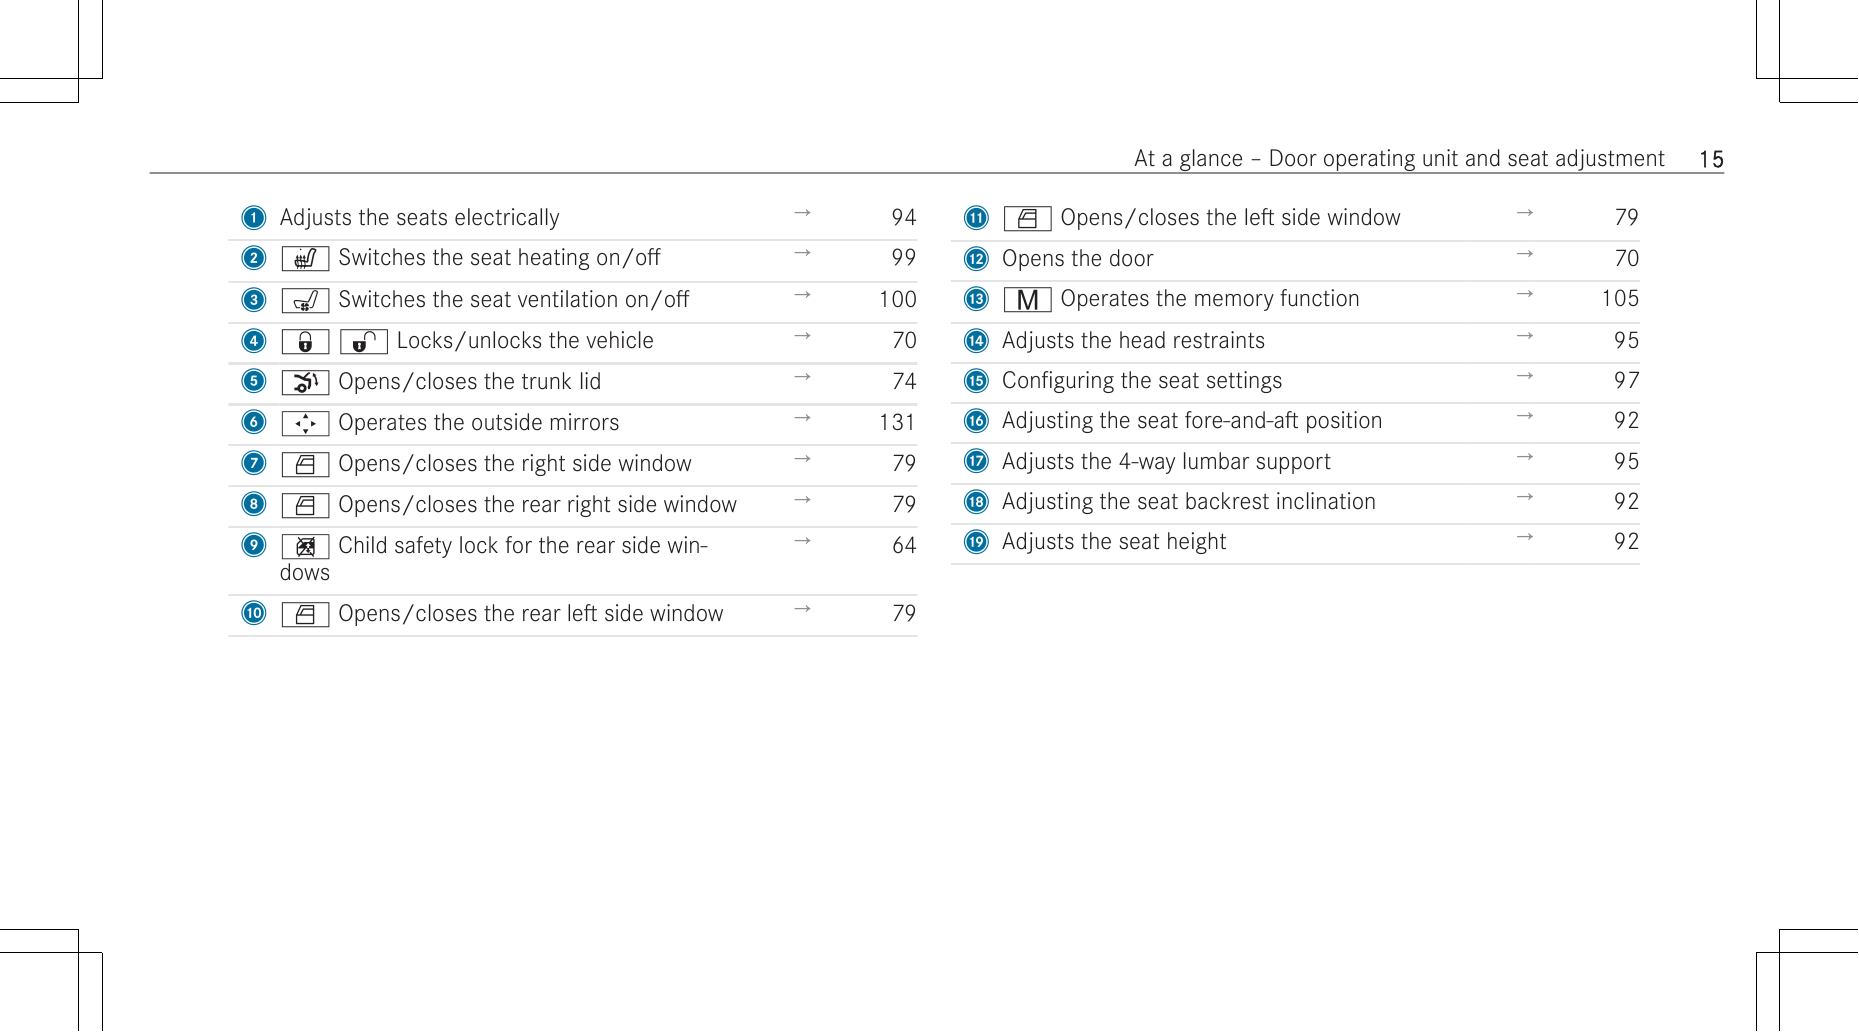 At a glance – Door operating unit and seat adjustment 15
1 Adjusts the seats electrically → 94
2 Switches the seat heating on/off → 99
3 Switches the seat ventilation on/off → 100
4 Locks/unlocks the vehicle → 70
5 Opens/closes the trunk lid → 74
6 Operates the outside mirrors → 131
7 Opens/closes the right side window → 79
8 Opens/closes the rear right side window → 79
9 Child safety lock for the rear side win- → 64
dows
10 Opens/closes the rear left side window → 79
11 Opens/closes the left side window → 79
12 Opens the door → 70
13 M Operates the memory function → 105
14 Adjusts the head restraints → 95
15 Configuring the seat settings → 97
16 Adjusting the seat fore-and-aft position → 92
17 Adjusts the 4-way lumbar support → 95
18 Adjusting the seat backrest inclination → 92
19 Adjusts the seat height → 92